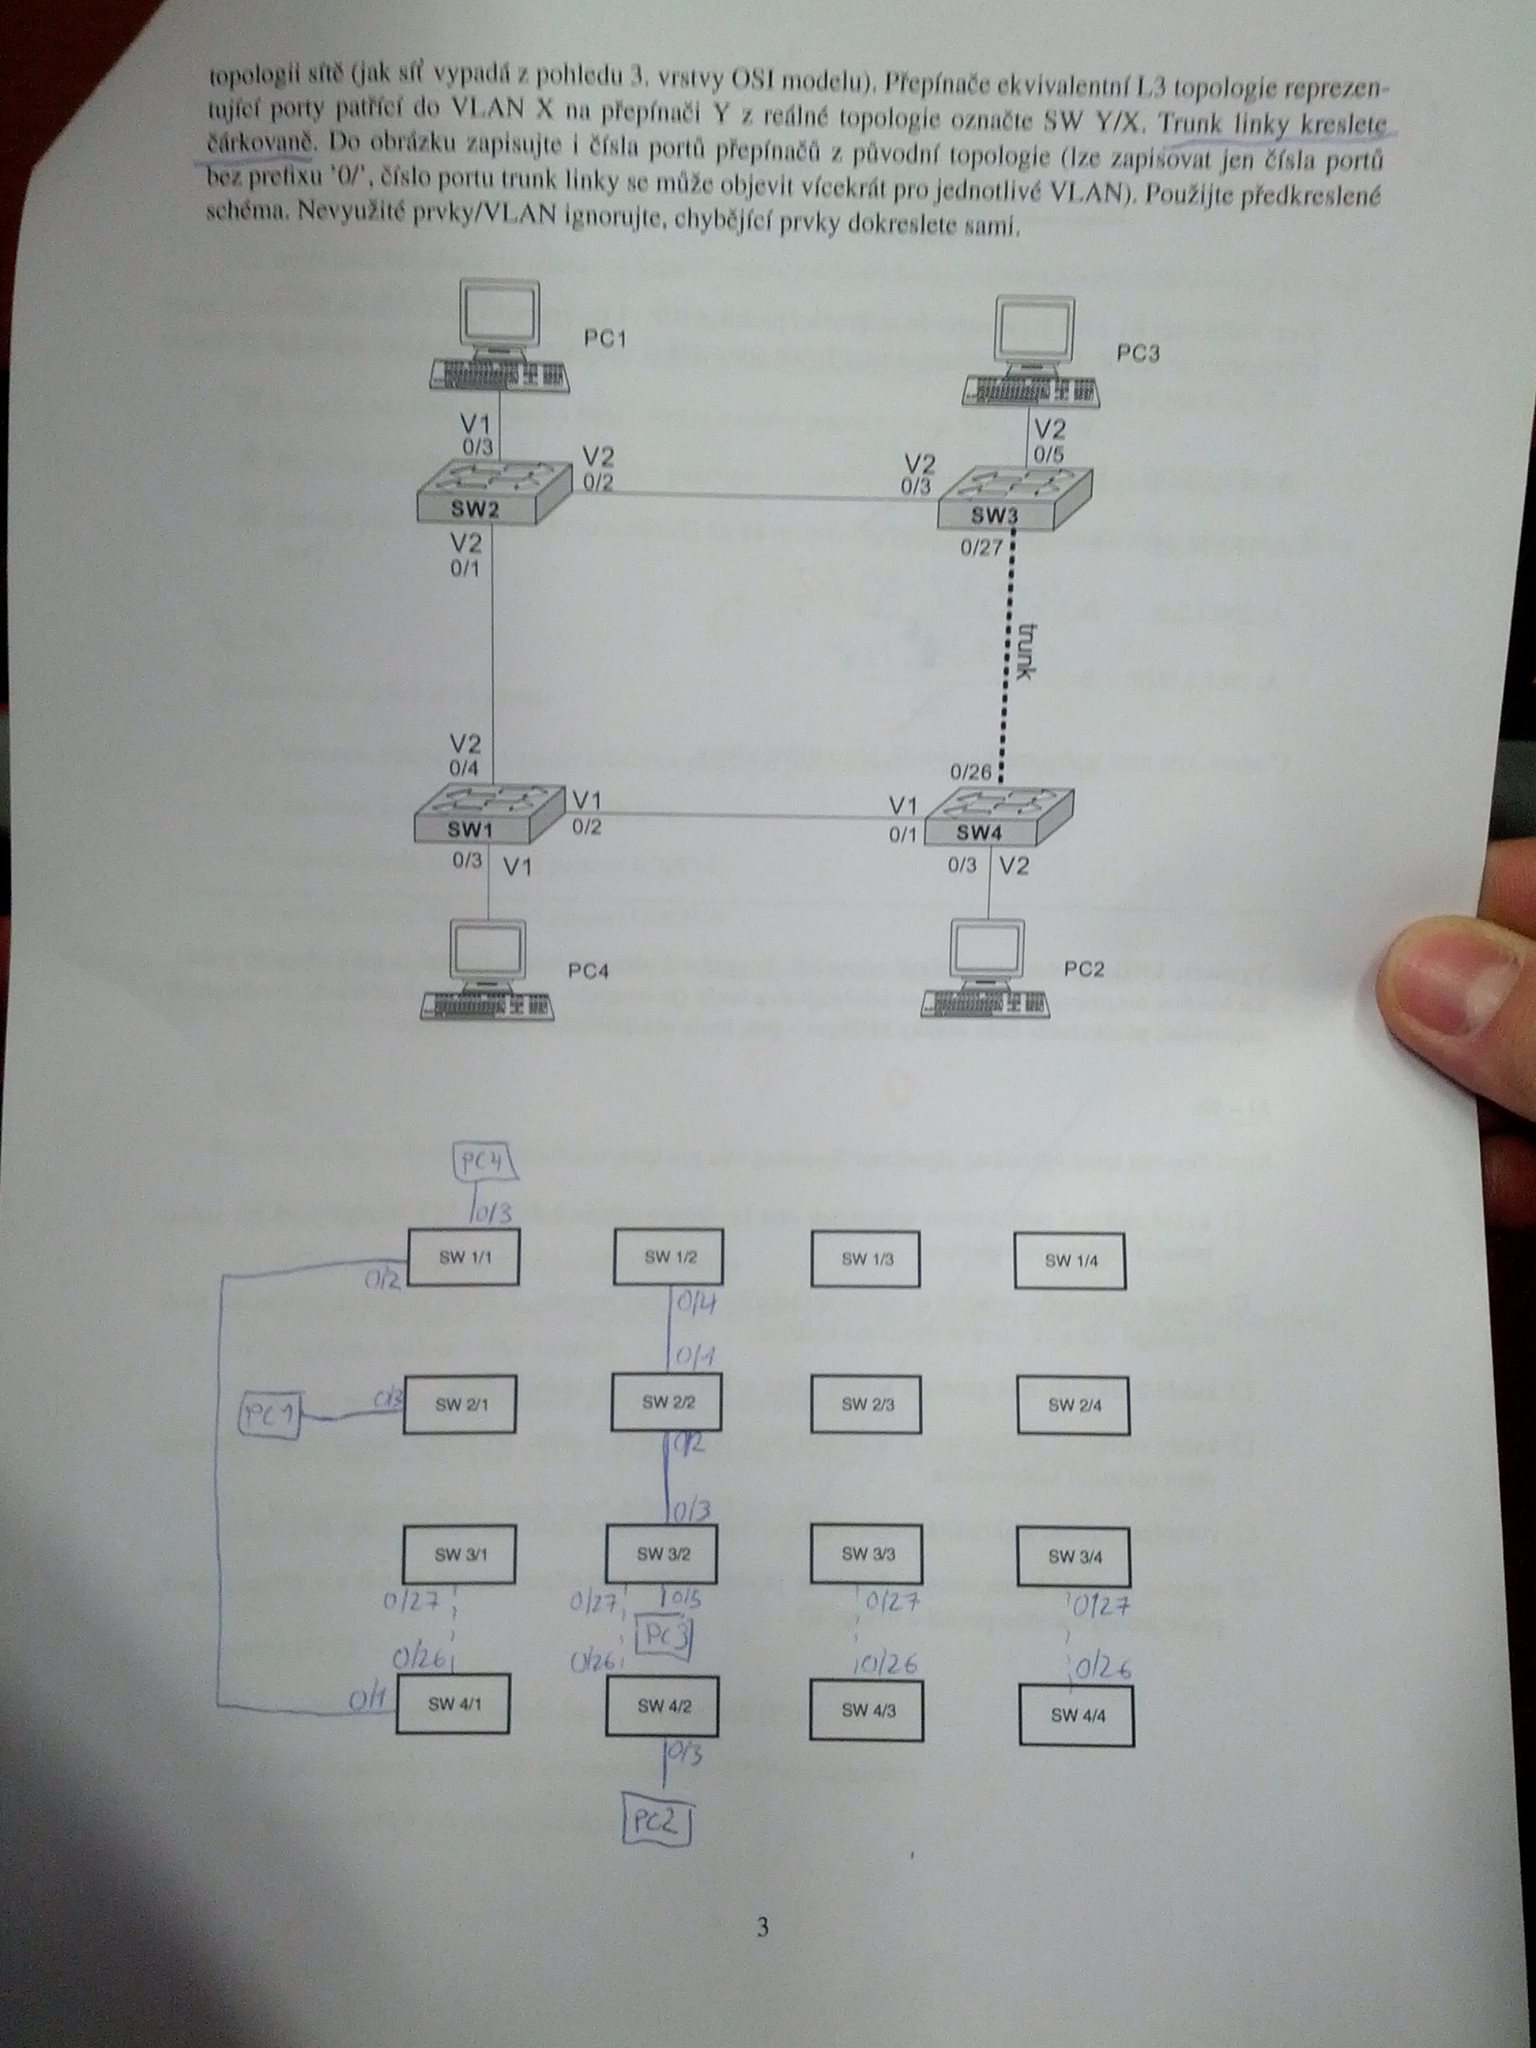 topologii sítě (jak síť vypadá z pohledu 3. vrstvy OSI modelu). Přepínače ekvivalentní L3 topologie reprezen-
tující porty patřící do VLAN X na přepínači Y z reálné topologie označte SW Y/X. Trunk linky kreslete
čárkovaně. Do obrázku zapisujte i čísla portů přepínačů z původní topologie (lze zapisovat jen čísla portů
bez prefixu '0/', číslo portu trunk linky se může objevit vícekrát pro jednotlivé VLAN). Použijte předkreslené
schéma. Nevyužité prvky/VLAN ignorujte, chybějící prvky dokreslete sami.
PC1
PC3
V1
0/3
V2
0/2
V2
0/3
V2
0/5
SW2
SW3
V2
0/1
0/27
trunk
V2
0/4
0/26
V1
0/2
V1
0/1
SW1
SW4
0/3 V1
0/3 V2
PC4
PC2
PC4
0/3
SW 1/1
SW 1/2
SW 1/3
SW 1/4
0/2
0/4
0/1
PC1
0/3
SW 2/1
SW 2/2
SW 2/3
SW 2/4
0/2
0/3
SW 3/1
SW 3/2
SW 3/3
SW 3/4
0/27
0/27
0/5
0/27
0/27
PC3
0/26
0/26
0/26
0/26
0/1
SW 4/1
SW 4/2
SW 4/3
SW 4/4
0/3
PC2
3